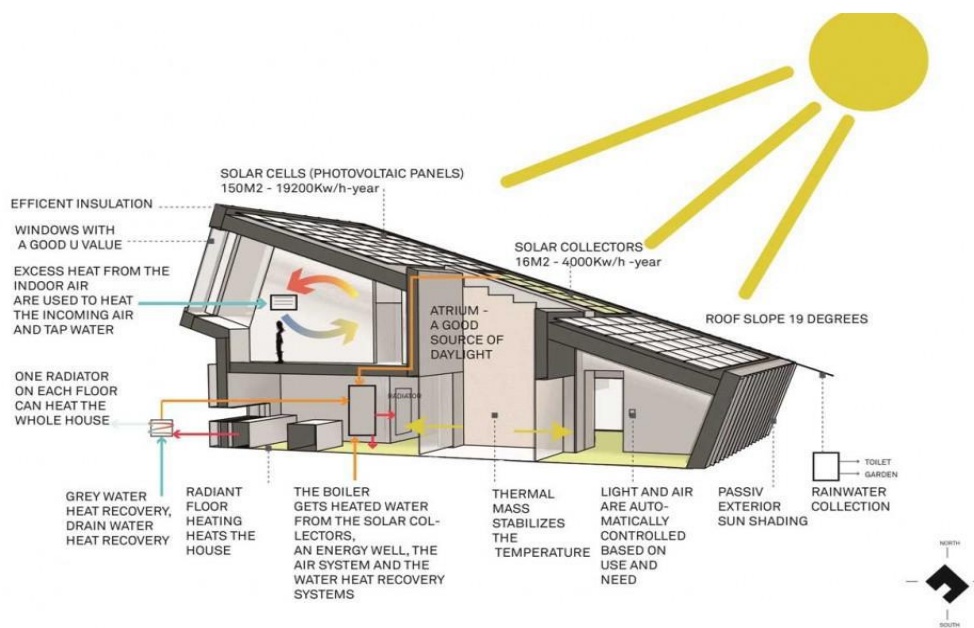 SOLAR CELLS (PHOTOVOLTAIC PANELS)
150M2 - 19200Kw/h-year
EFFICENT INSULATION
WINDOWS WITH
A GOOD U VALUE
EXCESS HEAT FROM THE
INDOOR AIR
ARE USED TO HEAT
THE INCOMING AIR
AND TAP WATER
SOLAR COLLECTORS
16M2 - 4000Kw/h -year
ATRIUM -
A GOOD
SOURCE OF
DAYLIGHT
ROOF SLOPE 19 DEGREES
ONE RADIATOR
ON EACH FLOOR
CAN HEAT THE
WHOLE HOUSE
RADIATOR
GREY WATER
HEAT RECOVERY,
DRAIN WATER
HEAT RECOVERY
RADIANT
FLOOR
HEATING
HEATS THE
HOUSE
THE BOILER
GETS HEATED WATER
FROM THE SOLAR COL-
LECTORS,
AN ENERGY WELL, THE
AIR SYSTEM AND THE
WATER HEAT RECOVERY
SYSTEMS
THERMAL
MASS
STABILIZES
THE
TEMPERATURE
LIGHT AND AIR
ARE AUTO-
MATICALLY
CONTROLLED
BASED ON
USE AND
NEED
PASSIV
EXTERIOR
SUN SHADING
TOILET
GARDEN
RAINWATER
COLLECTION
NORTH
SOUTH